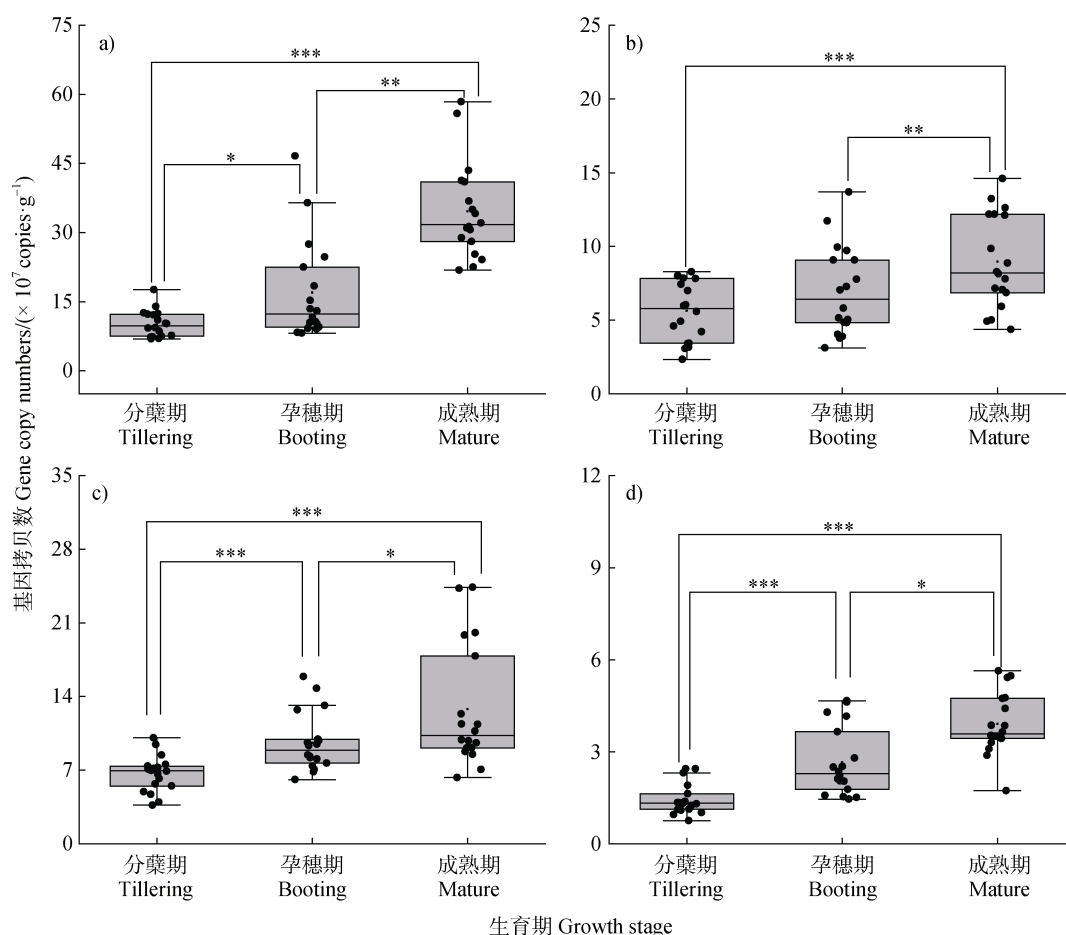 基因拷贝数 Gene copy numbers/(× 10⁷ copies·g⁻¹)
a)
75
60
45
30
15
0
***
**
*
分蘖期
Tillering
孕穗期
Booting
成熟期
Mature
b)
25
20
15
10
5
0
***
**
分蘖期
Tillering
孕穗期
Booting
成熟期
Mature
c)
35
28
21
14
7
0
***
***
*
分蘖期
Tillering
孕穗期
Booting
成熟期
Mature
d)
12
9
6
3
0
***
***
*
分蘖期
Tillering
孕穗期
Booting
成熟期
Mature
生育期 Growth stage